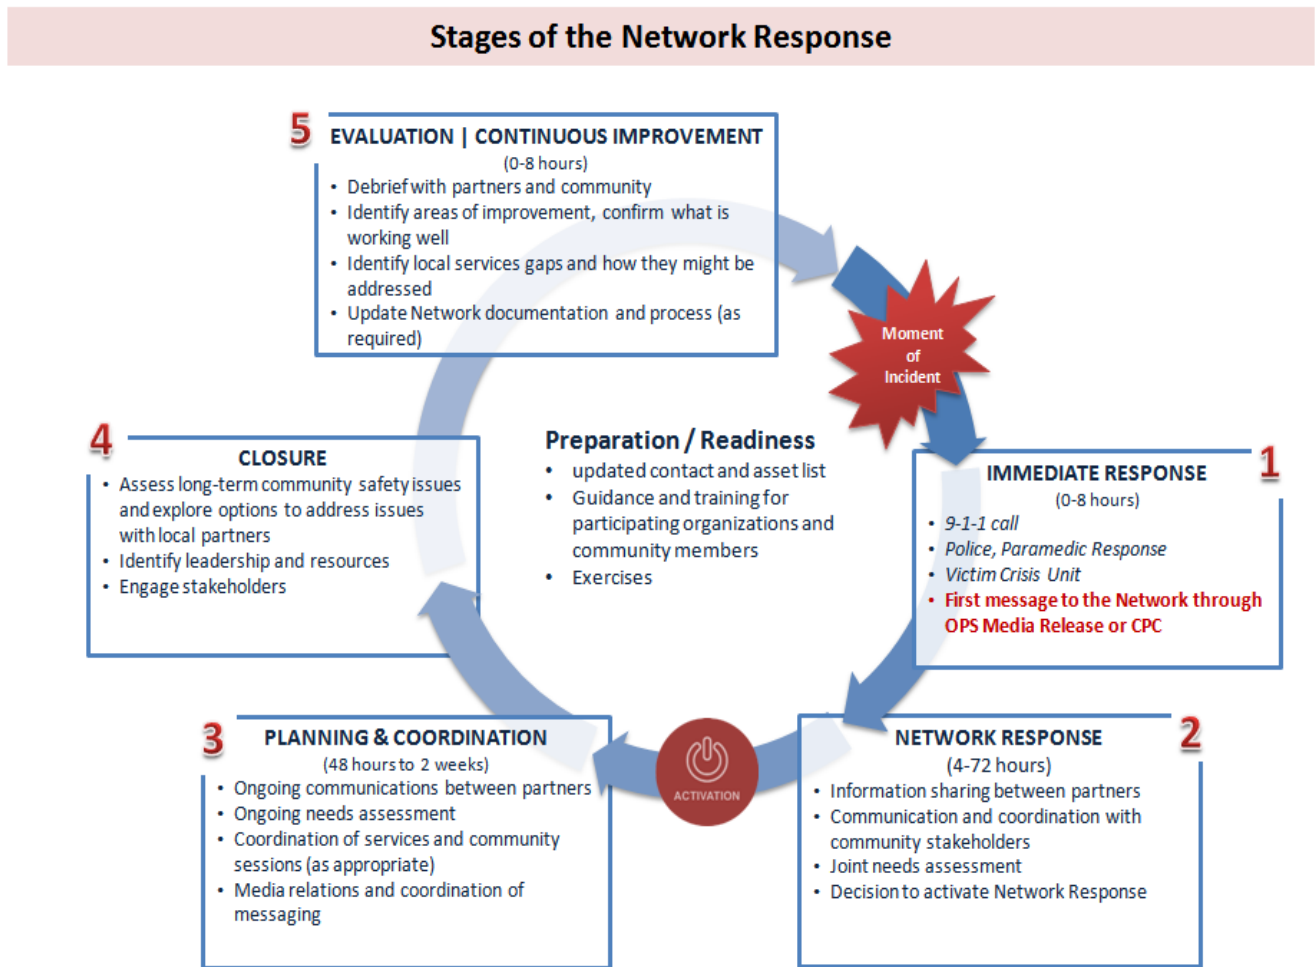 Stages of the Network Response
5
EVALUATION | CONTINUOUS IMPROVEMENT
(0-8 hours)
• Debrief with partners and community
• Identify areas of improvement, confirm what is
working well
• Identify local services gaps and how they might be
addressed
• Update Network documentation and process (as
required)
Moment
of
Incident
1
IMMEDIATE RESPONSE
(0-8 hours)
• 9-1-1 call
• Police, Paramedic Response
• Victim Crisis Unit
• First message to the Network through
OPS Media Release or CPC
2
NETWORK RESPONSE
(4-72 hours)
• Information sharing between partners
• Communication and coordination with
community stakeholders
• Joint needs assessment
• Decision to activate Network Response
ACTIVATION
3
PLANNING & COORDINATION
(48 hours to 2 weeks)
• Ongoing communications between partners
• Ongoing needs assessment
• Coordination of services and community
sessions (as appropriate)
• Media relations and coordination of
messaging
4
CLOSURE
• Assess long-term community safety issues
and explore options to address issues
with local partners
• Identify leadership and resources
• Engage stakeholders
Preparation / Readiness
• updated contact and asset list
• Guidance and training for
participating organizations and
community members
• Exercises